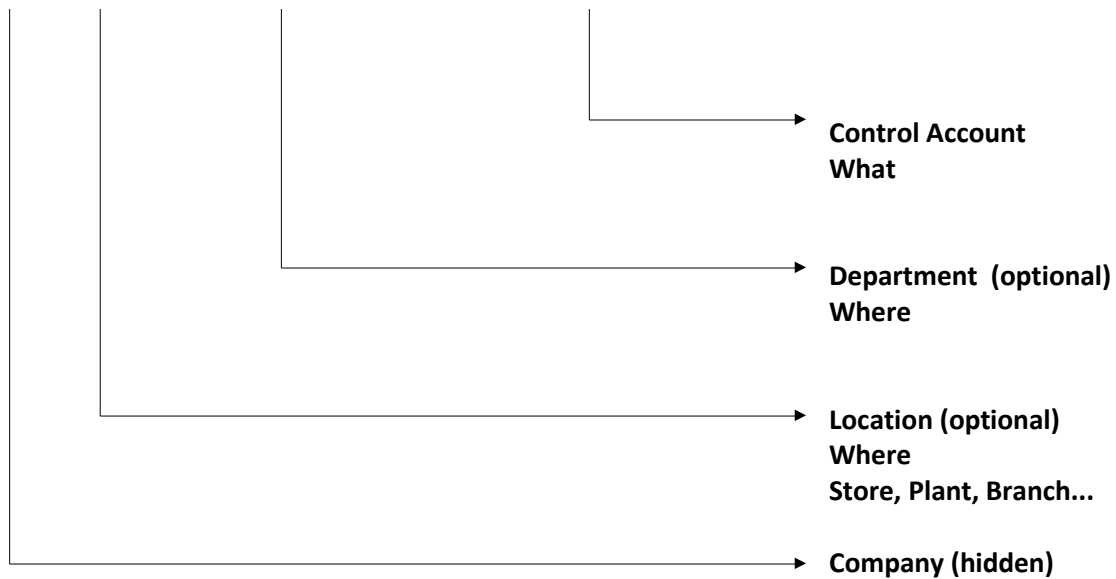 Control Account
What
Department  (optional)
Where
Location (optional)
Where
Store, Plant, Branch...
Company (hidden)